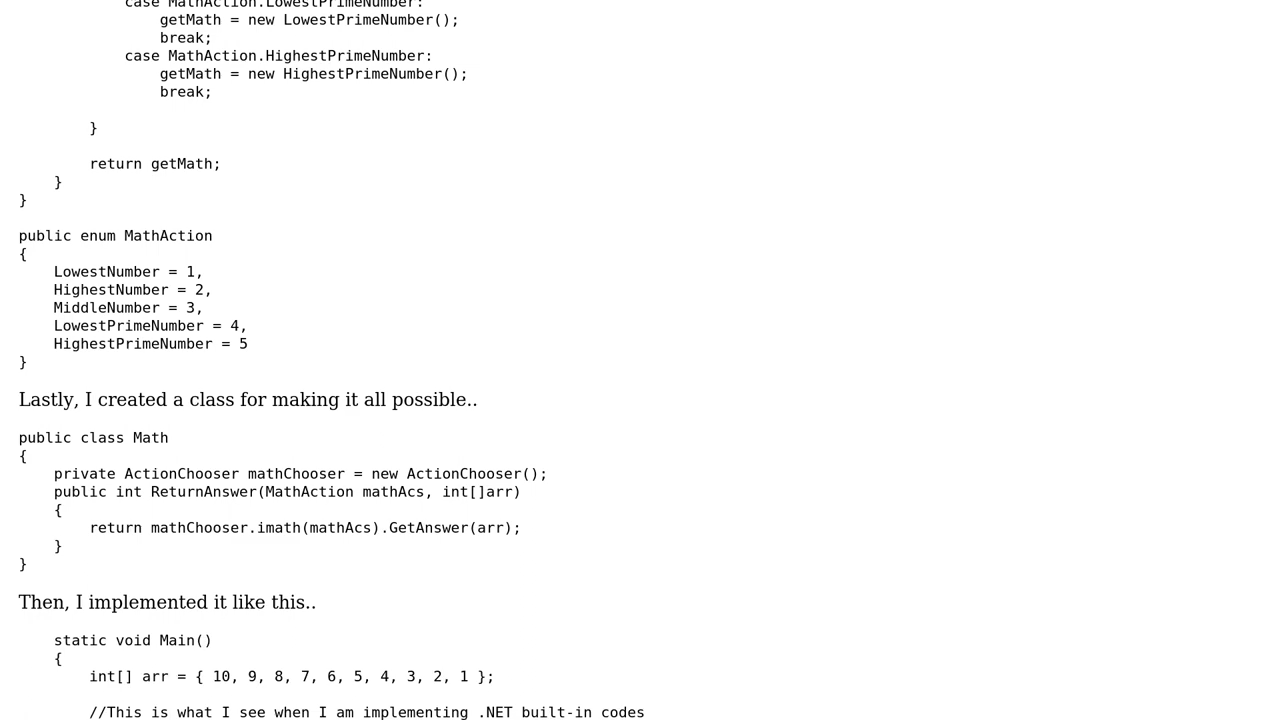 case MathAction.LowestPrimeNumber:
getMath = new LowestPrimeNumber();
break;
case MathAction.HighestPrimeNumber:
getMath = new HighestPrimeNumber();
break;
}
return getMath;
}
}
public enum MathAction
{
LowestNumber = 1,
HighestNumber = 2,
MiddleNumber = 3,
LowestPrimeNumber = 4,
HighestPrimeNumber = 5
}
Lastly, I created a class for making it all possible..
public class Math
{
private ActionChooser mathChooser = new ActionChooser();
public int ReturnAnswer(MathAction mathAcs, int[]arr)
{
return mathChooser.imath(mathAcs).GetAnswer(arr);
}
}
Then, I implemented it like this..
static void Main()
{
int[] arr = { 10, 9, 8, 7, 6, 5, 4, 3, 2, 1 };
//This is what I see when I am implementing .NET built-in codes